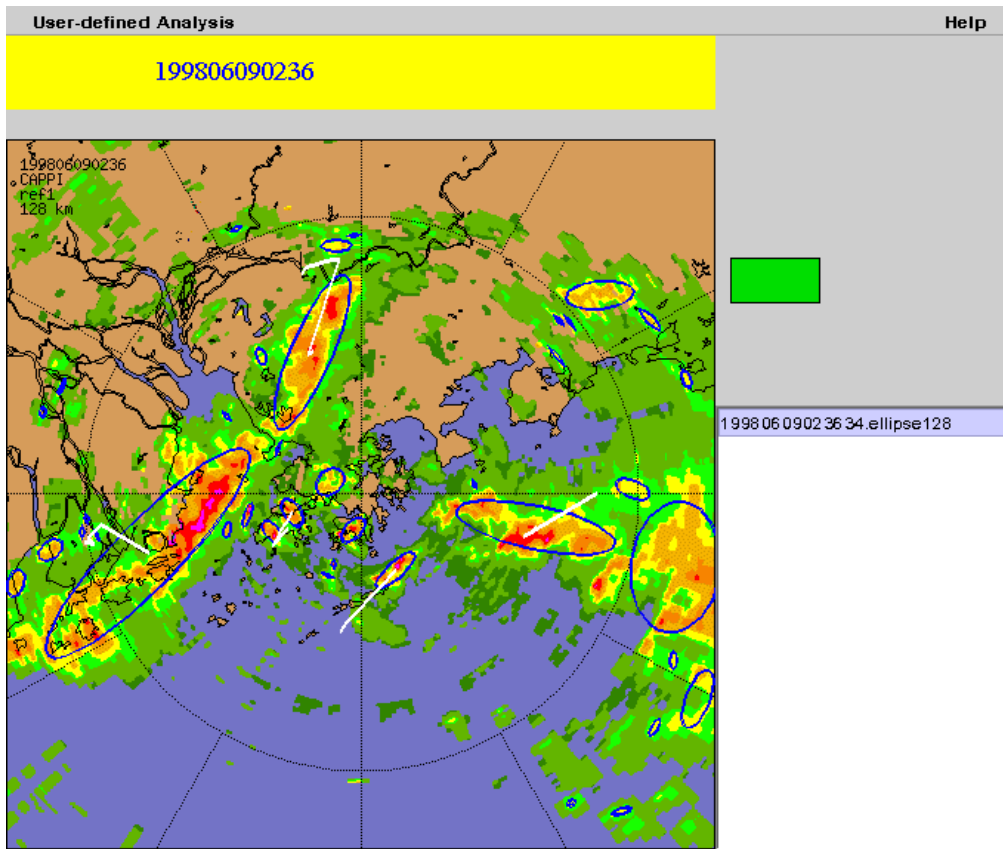 User-defined Analysis
Help
199806090236
199806090236
CAPPI
ref1
128 km
19980609023634.ellipse128